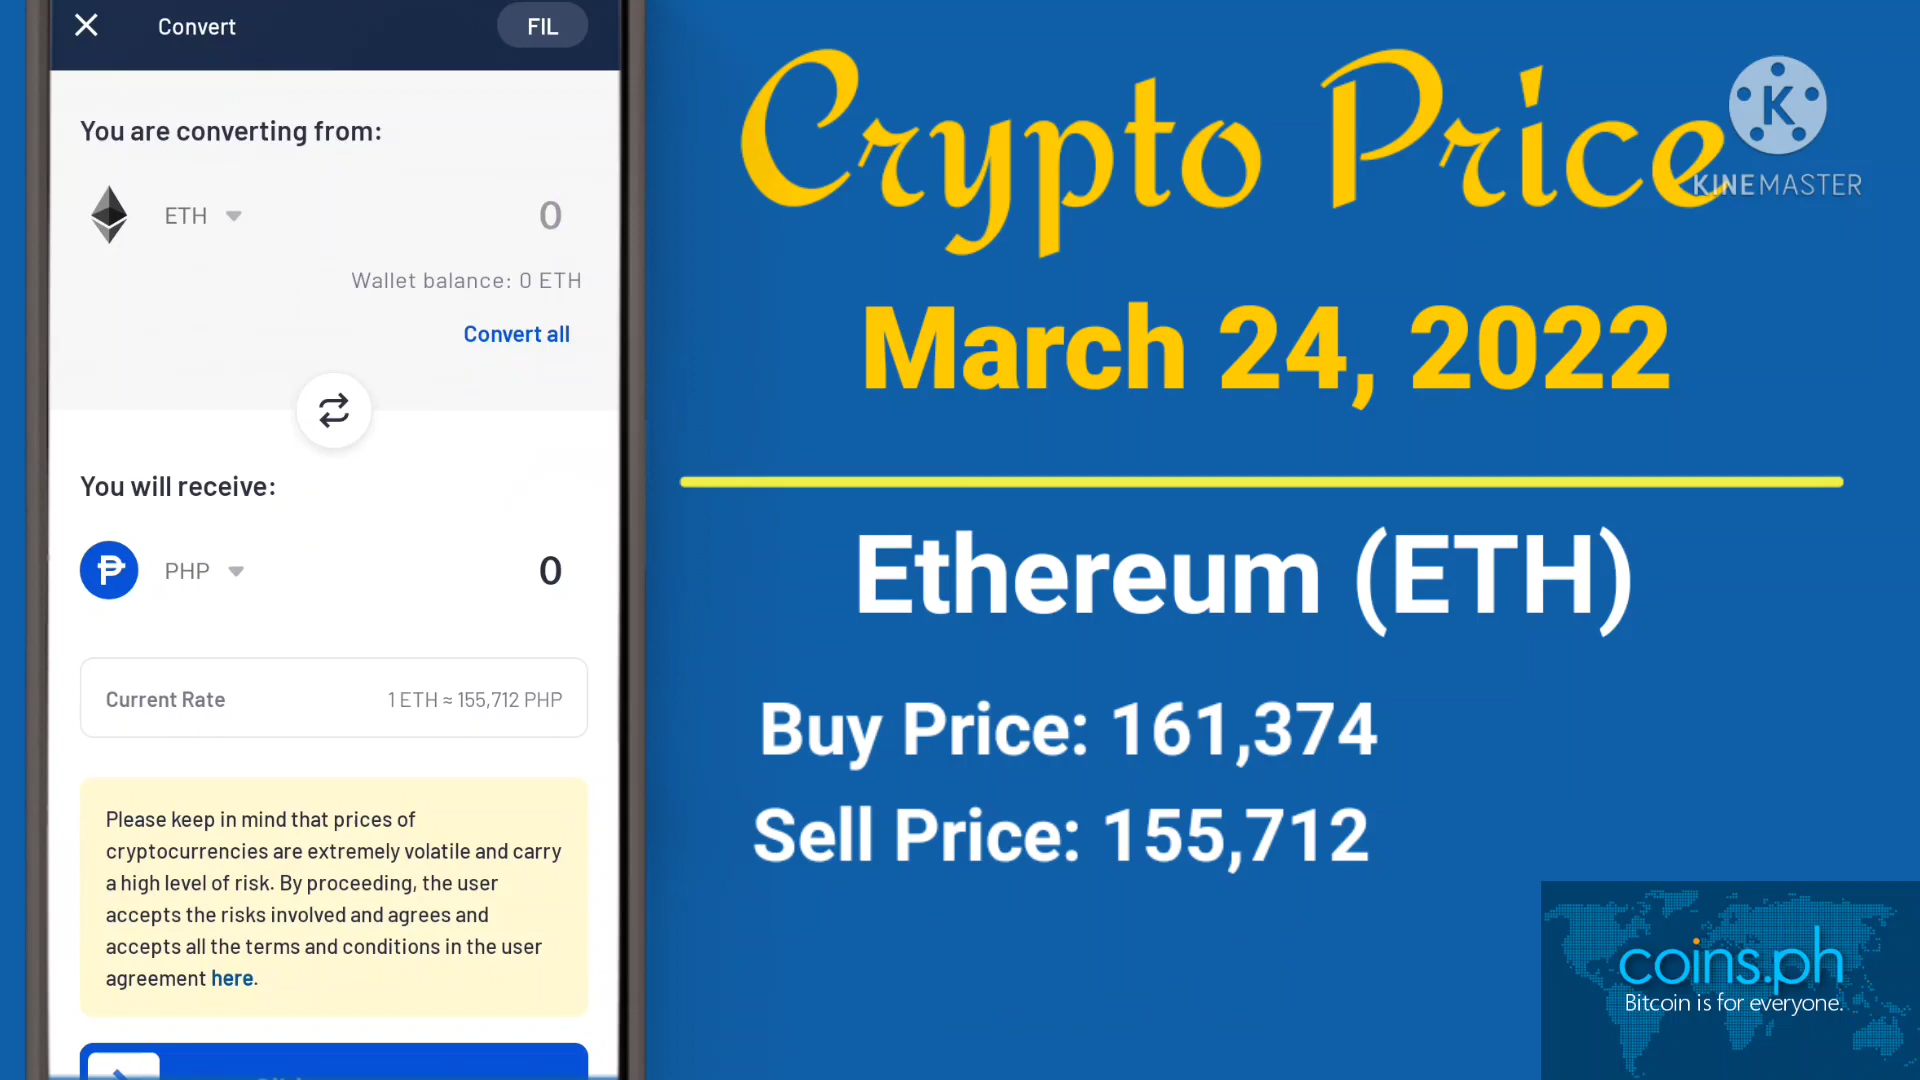 Convert
FIL
You are converting from:
ETH
0
Wallet balance: 0 ETH
Convert all
You will receive:
₱
PHP
0
Current Rate
1 ETH ≈ 155,712 PHP
Please keep in mind that prices of
cryptocurrencies are extremely volatile and carry
a high level of risk. By proceeding, the user
accepts the risks involved and agrees and
accepts all the terms and conditions in the user
agreement here.
Crypto Price
K
KINEMASTER
March 24, 2022
Ethereum (ETH)
Buy Price: 161,374
Sell Price: 155,712
coins.ph
Bitcoin is for everyone.